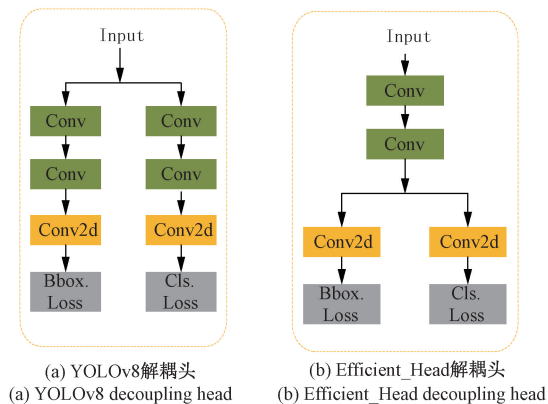 Input
Conv
Conv
Conv
Conv
Conv2d
Conv2d
Bbox.
Loss
Cls.
Loss
(a) YOLOv8解耦头
(a) YOLOv8 decoupling head
Input
Conv
Conv
Conv2d
Conv2d
Bbox.
Loss
Cls.
Loss
(b) Efficient_Head解耦头
(b) Efficient_Head decoupling head